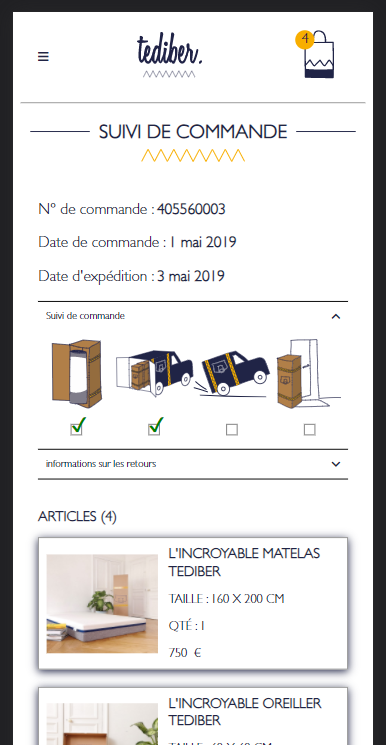 tediber.
4
SUIVI DE COMMANDE
N° de commande : 405560003
Date de commande : 1 mai 2019
Date d'expédition : 3 mai 2019
Suivi de commande
informations sur les retours
ARTICLES (4)
L'INCROYABLE MATELAS
TEDIBER
TAILLE : 160 X 200 CM
QTÉ : 1
750 €
L'INCROYABLE OREILLER
TEDIBER